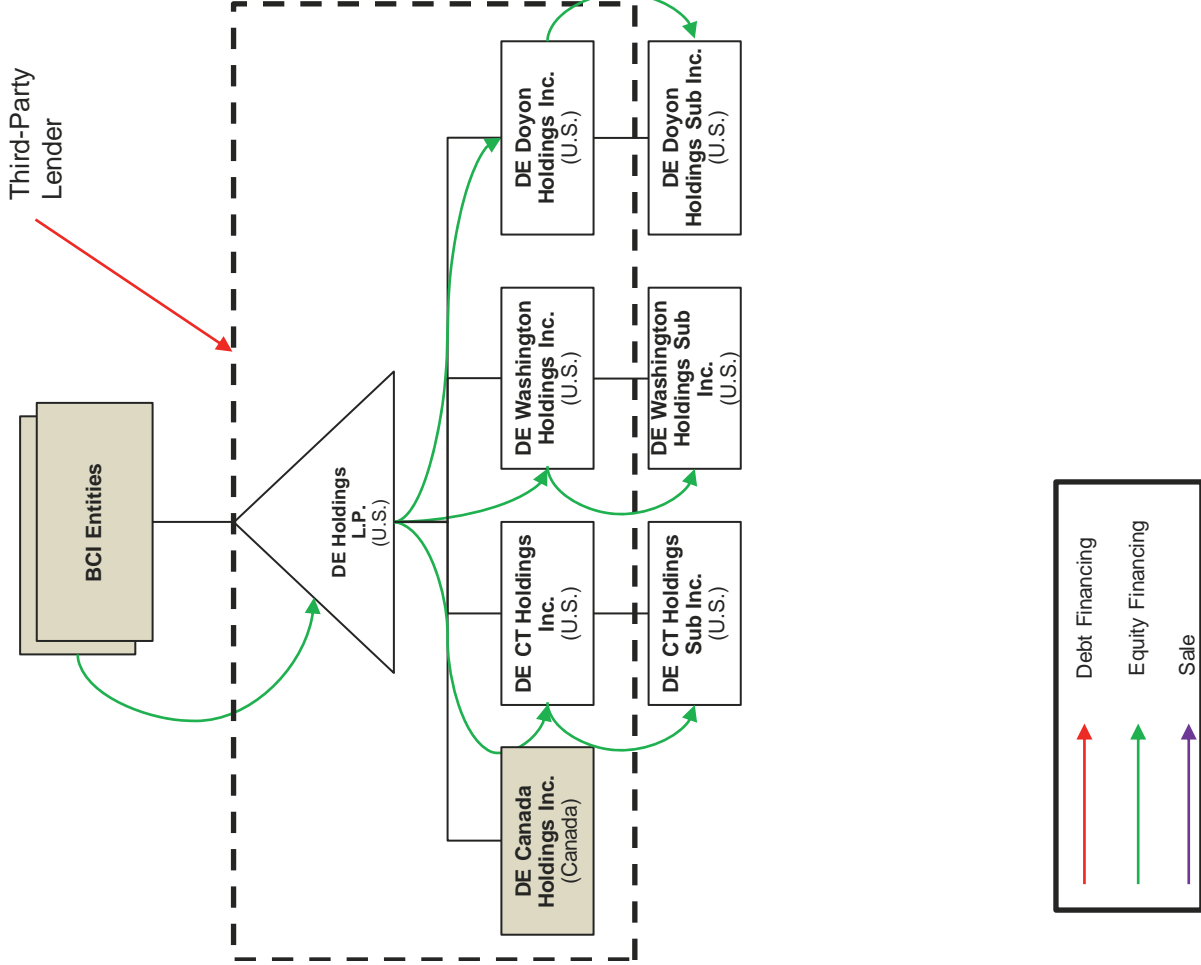 Third-Party
Lender
BCI Entities
DE Holdings
L.P.
(U.S.)
DE Canada
Holdings Inc.
(Canada)
DE CT Holdings
Inc.
(U.S.)
DE Washington
Holdings Inc.
(U.S.)
DE Doyon
Holdings Inc.
(U.S.)
DE CT Holdings
Sub Inc.
(U.S.)
DE Washington
Holdings Sub
Inc.
(U.S.)
DE Doyon
Holdings Sub Inc.
(U.S.)
Debt Financing
Equity Financing
Sale